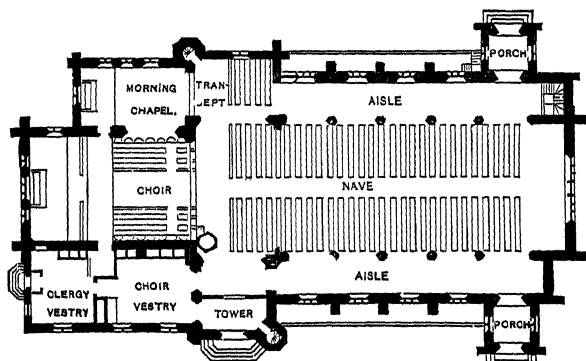 PORCH
MORNING
CHAPEL.
TRAN-
SEPT
AISLE
CHOIR
NAVE
AISLE
CLERGY
VESTRY
CHOIR
VESTRY
TOWER
PORCH